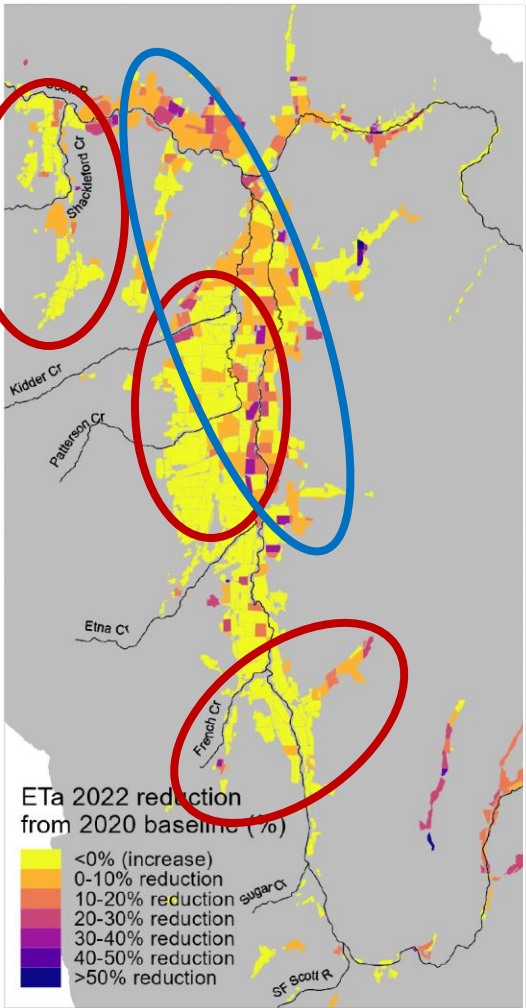 Shackleford Cr
Kidder Cr
Patterson Cr
Etna Cr
French Cr
ETa 2022 reduction
from 2020 baseline (%)
<0% (increase)
0-10% reduction
10-20% reduction
20-30% reduction
30-40% reduction
40-50% reduction
>50% reduction
Sugar Cr
SF Scott R